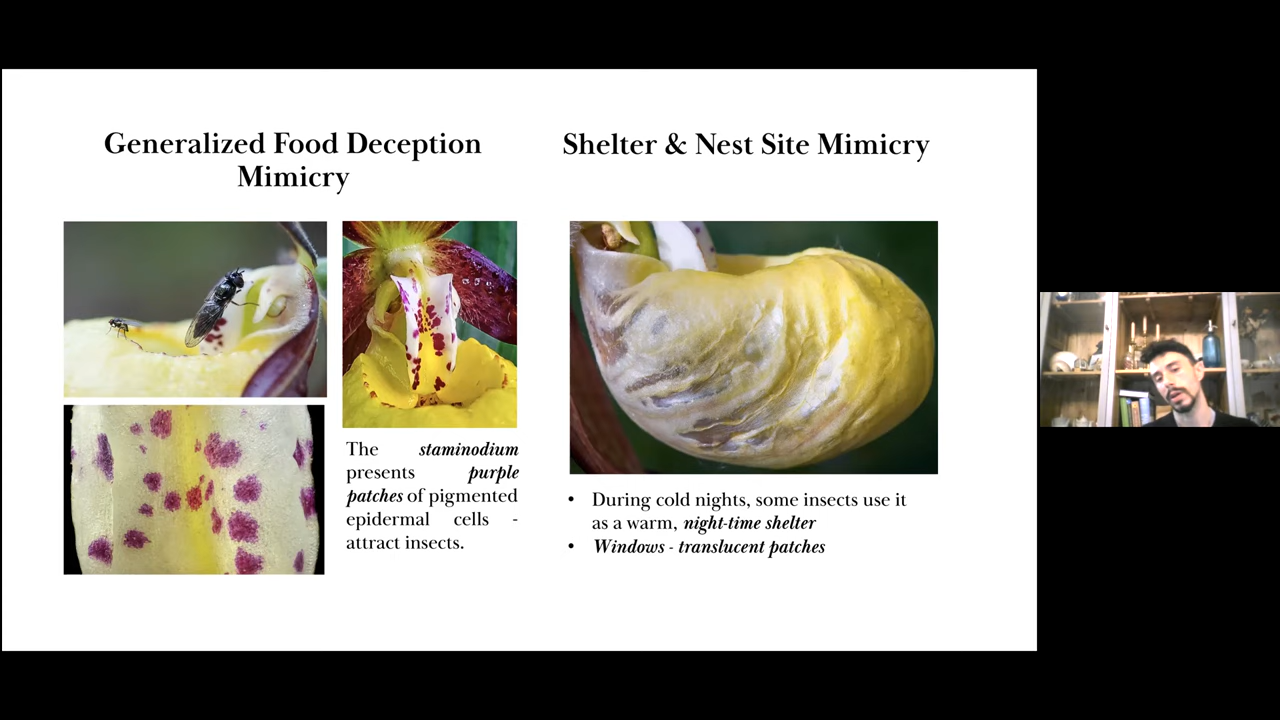 Generalized Food Deception
Mimicry
The staminodium
presents purple
patches of pigmented
epidermal cells -
attract insects.
Shelter & Nest Site Mimicry
• During cold nights, some insects use it
as a warm, night-time shelter
• Windows - translucent patches